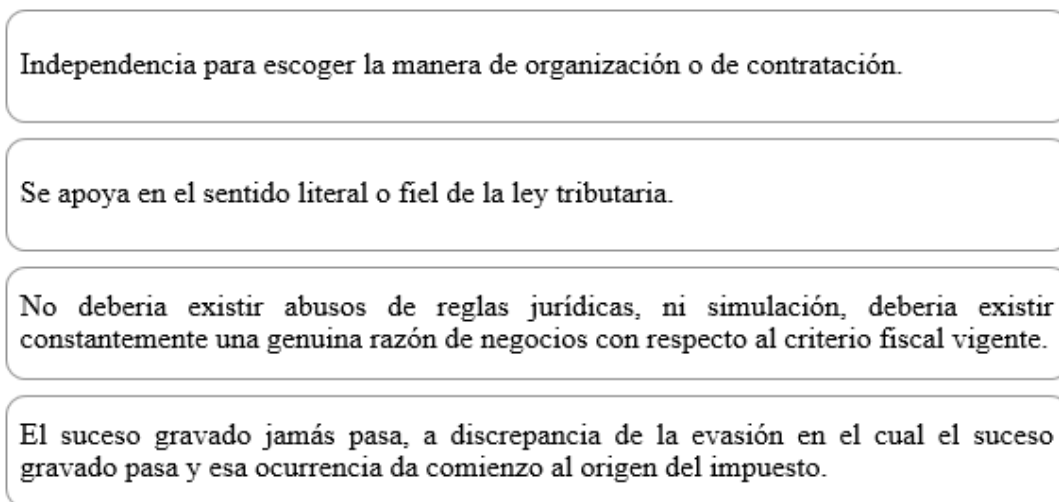 Independencia para escoger la manera de organización o de contratación.
Se apoya en el sentido literal o fiel de la ley tributaria.
No deberia existir abusos de reglas jurídicas, ni simulación, deberia existir
constantemente una genuina razón de negocios con respecto al criterio fiscal vigente.
El suceso gravado jamás pasa, a discrepancia de la evasión en el cual el suceso
gravado pasa y esa ocurrencia da comienzo al origen del impuesto.